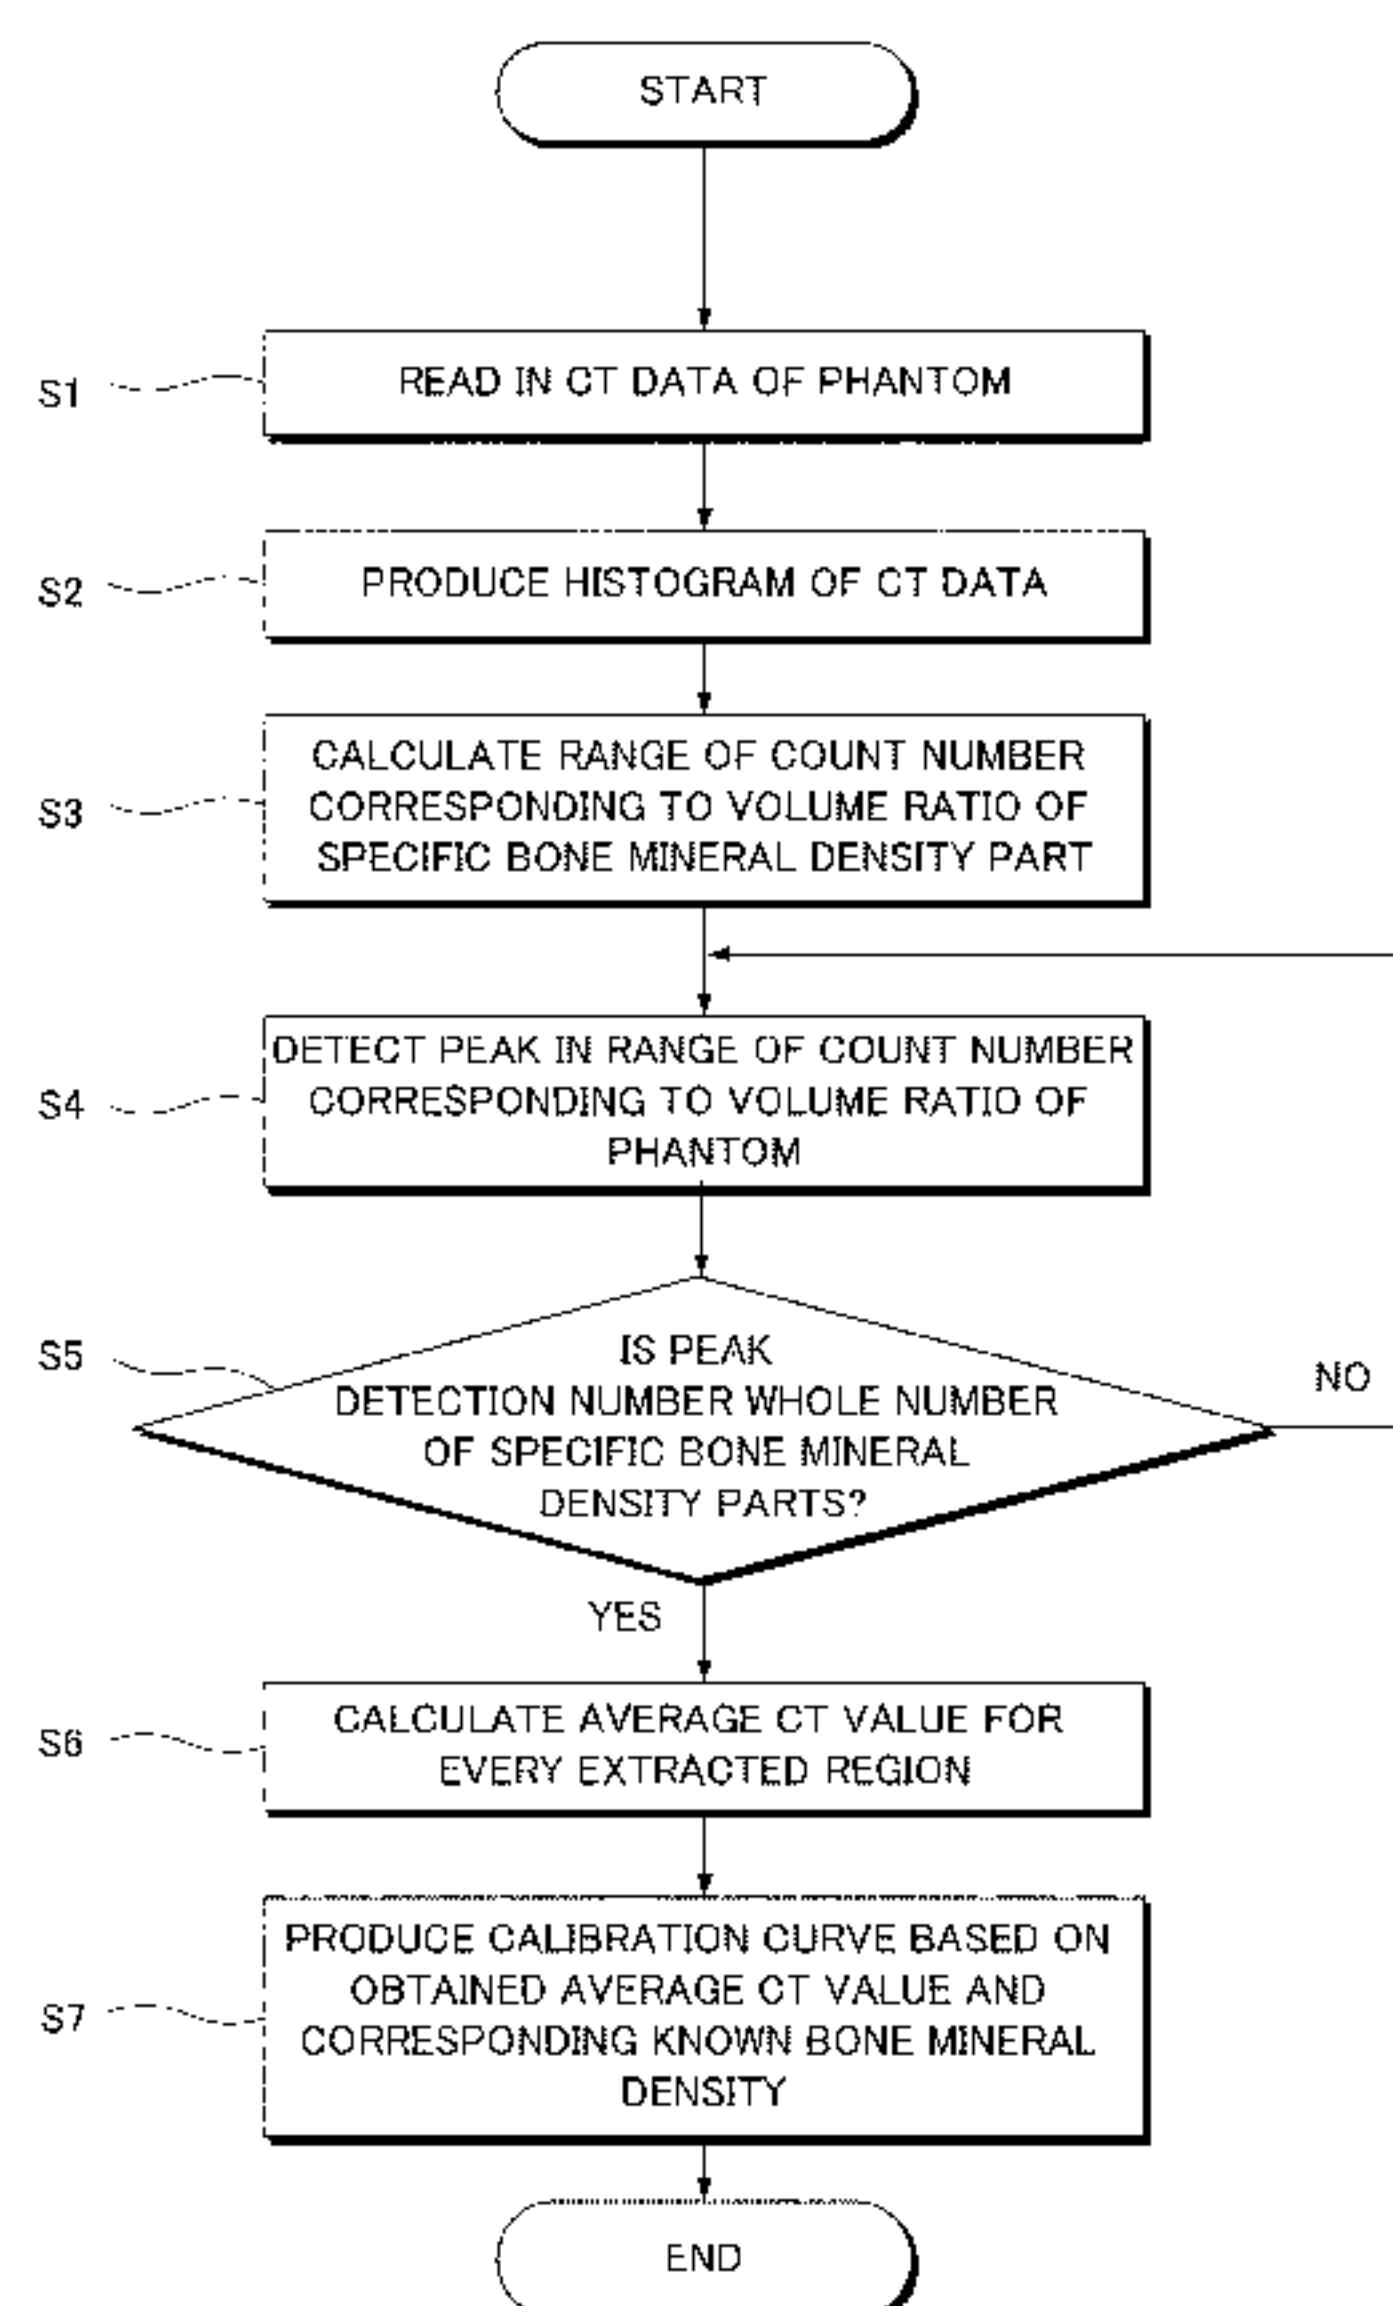 START
S1
READ IN CT DATA OF PHANTOM
S2
PRODUCE HISTOGRAM OF CT DATA
S3
CALCULATE RANGE OF COUNT NUMBER
CORRESPONDING TO VOLUME RATIO OF
SPECIFIC BONE MINERAL DENSITY PART
S4
DETECT PEAK IN RANGE OF COUNT NUMBER
CORRESPONDING TO VOLUME RATIO OF
PHANTOM
S5
IS PEAK
DETECTION NUMBER WHOLE NUMBER
OF SPECIFIC BONE MINERAL
DENSITY PARTS?
NO
YES
S6
CALCULATE AVERAGE CT VALUE FOR
EVERY EXTRACTED REGION
S7
PRODUCE CALIBRATION CURVE BASED ON
OBTAINED AVERAGE CT VALUE AND
CORRESPONDING KNOWN BONE MINERAL
DENSITY
END